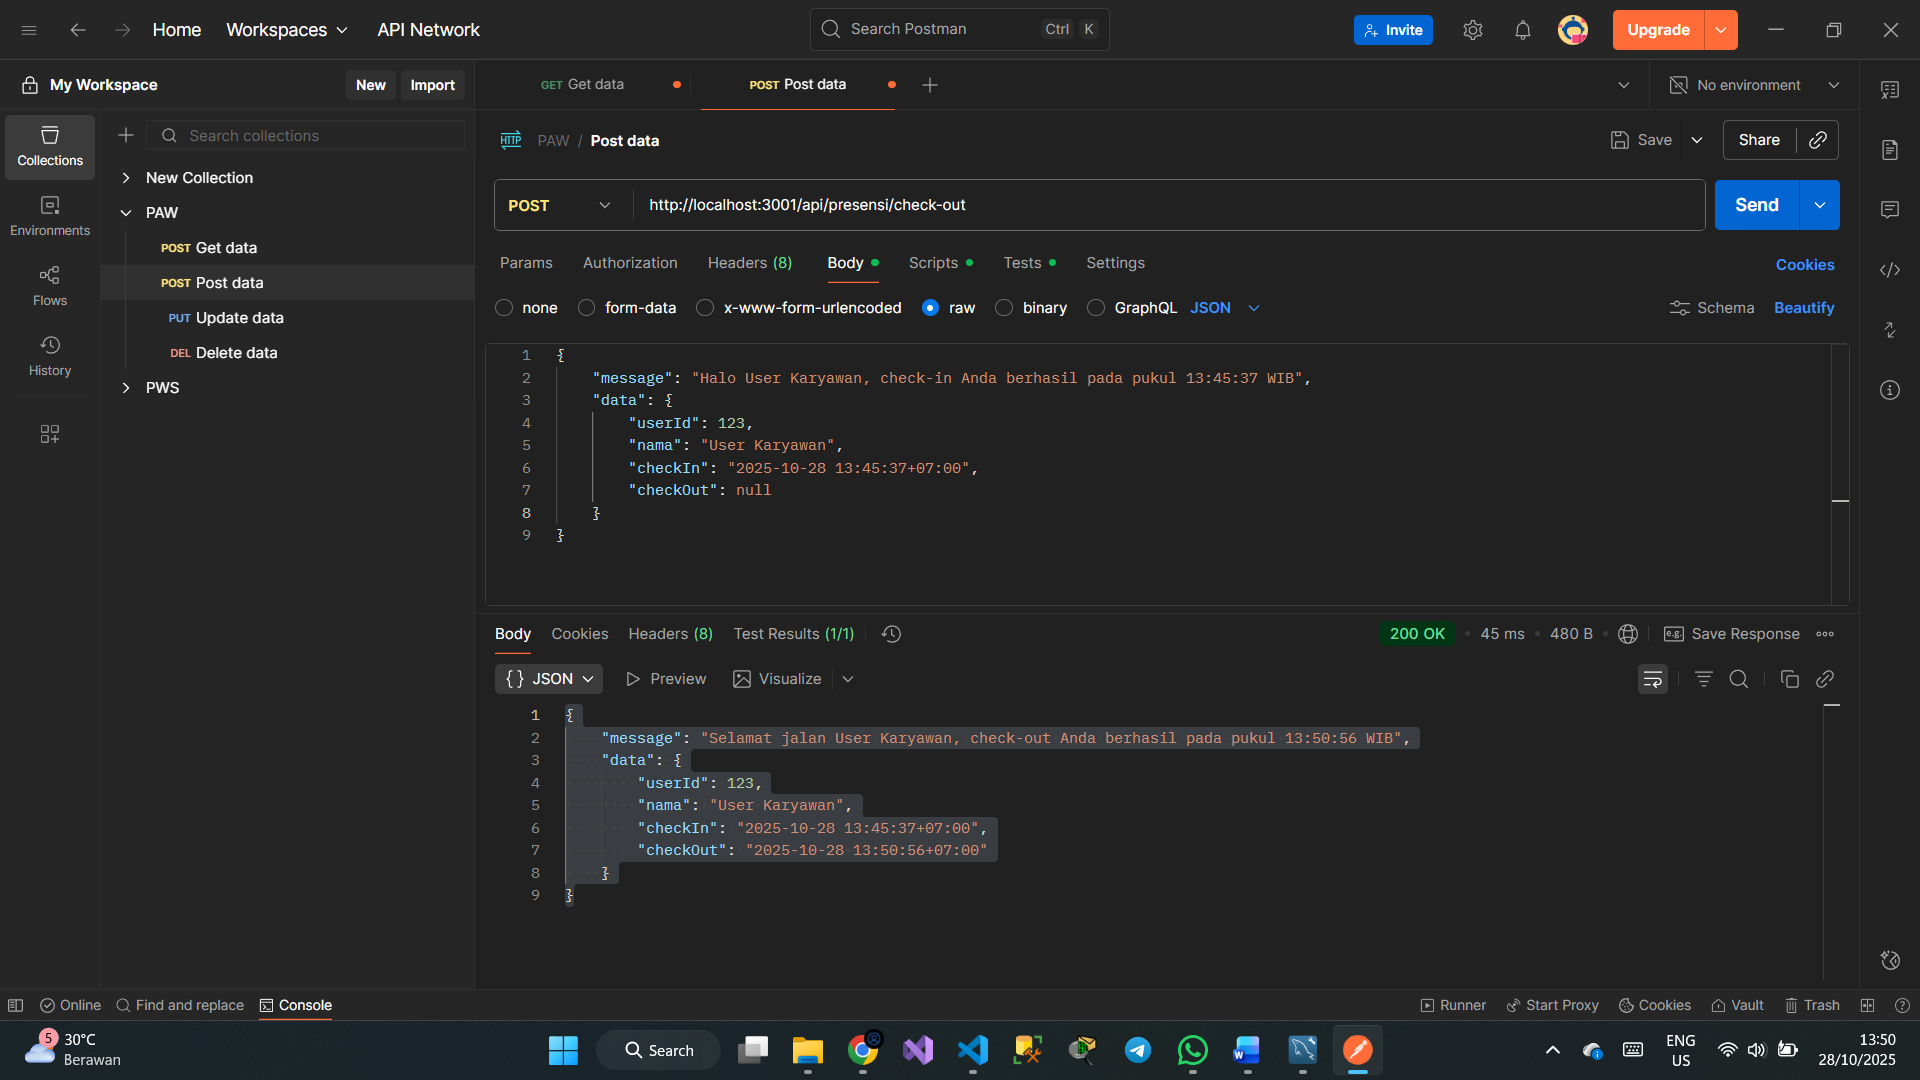 Home
Workspaces
API Network
Search Postman
Ctrl K
Invite
Upgrade
My Workspace
New
Import
GET Get data
POST Post data
No environment
Collections
Environments
Flows
History
Search collections
New Collection
PAW
POST Get data
POST Post data
PUT Update data
DEL Delete data
PWS
HTTP PAW / Post data
Save
Share
POST
http://localhost:3001/api/presensi/check-out
Send
Params
Authorization
Headers (8)
Body
Scripts
Tests
Settings
Cookies
none
form-data
x-www-form-urlencoded
raw
binary
GraphQL
JSON
Schema
Beautify
1 {
2 "message": "Halo User Karyawan, check-in Anda berhasil pada pukul 13:45:37 WIB",
3 "data": {
4 "userId": 123,
5 "nama": "User Karyawan",
6 "checkIn": "2025-10-28 13:45:37+07:00",
7 "checkOut": null
8 }
9 }
Body
Cookies
Headers (8)
Test Results (1/1)
200 OK
45 ms
480 B
e.g. Save Response
{} JSON
Preview
Visualize
1 {
2 "message": "Selamat jalan User Karyawan, check-out Anda berhasil pada pukul 13:50:56 WIB",
3 "data": {
4 "userId": 123,
5 "nama": "User Karyawan",
6 "checkIn": "2025-10-28 13:45:37+07:00",
7 "checkOut": "2025-10-28 13:50:56+07:00"
8 }
9 }
Online
Find and replace
Console
Runner
Start Proxy
Cookies
Vault
Trash
5
30°C
Berawan
Search
ENG
US
13:50
28/10/2025